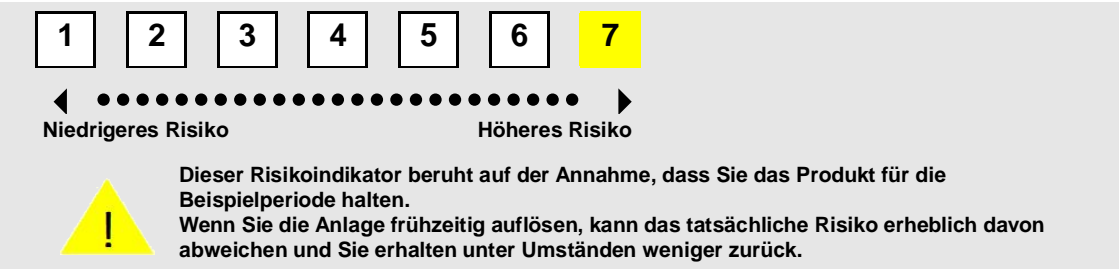 1 2 3 4 5 6 7
Niedrigeres Risiko Höheres Risiko
Dieser Risikoindikator beruht auf der Annahme, dass Sie das Produkt für die
Beispielperiode halten.
Wenn Sie die Anlage frühzeitig auflösen, kann das tatsächliche Risiko erheblich davon
abweichen und Sie erhalten unter Umständen weniger zurück.
!